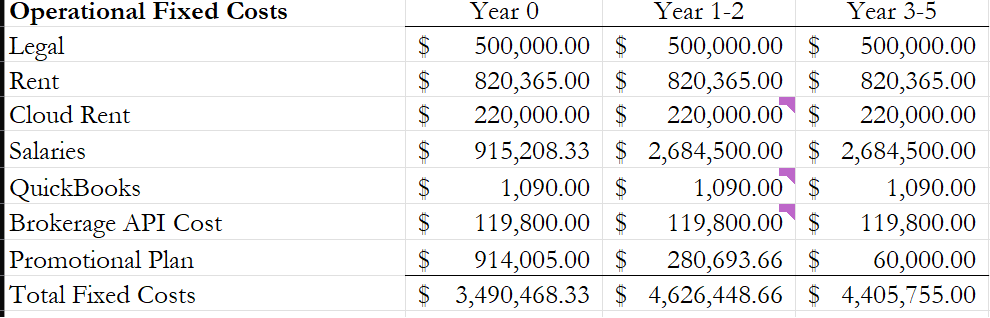 Operational Fixed Costs Year 0 Year 1-2 Year 3-5
Legal $ 500,000.00 $ 500,000.00 $ 500,000.00
Rent $ 820,365.00 $ 820,365.00 $ 820,365.00
Cloud Rent $ 220,000.00 $ 220,000.00 $ 220,000.00
Salaries $ 915,208.33 $ 2,684,500.00 $ 2,684,500.00
QuickBooks $ 1,090.00 $ 1,090.00 $ 1,090.00
Brokerage API Cost $ 119,800.00 $ 119,800.00 $ 119,800.00
Promotional Plan $ 914,005.00 $ 280,693.66 $ 60,000.00
Total Fixed Costs $ 3,490,468.33 $ 4,626,448.66 $ 4,405,755.00